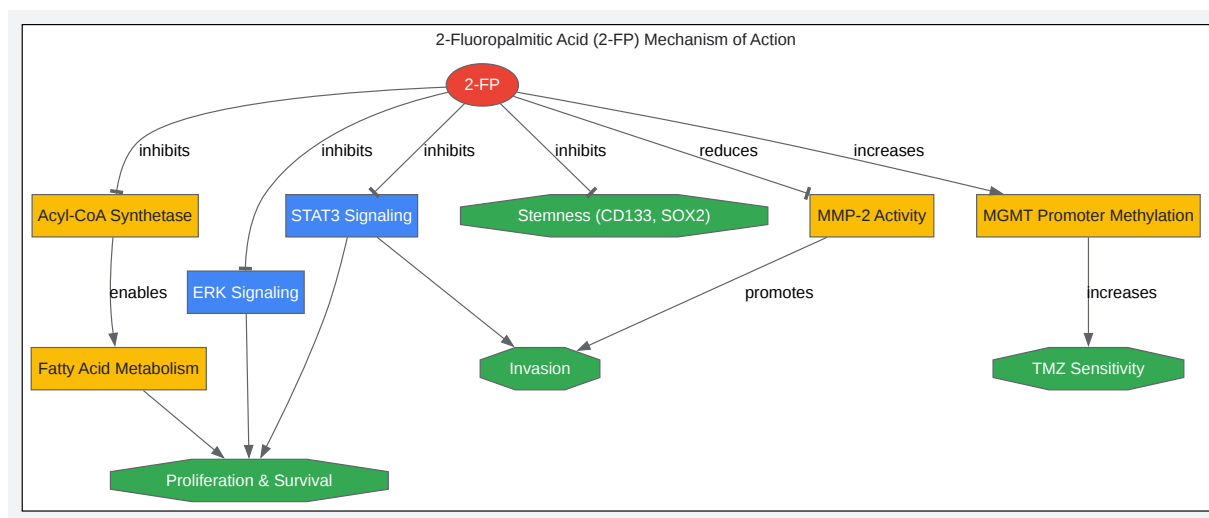 2-Fluoropalmitic Acid (2-FP) Mechanism of Action
2-FP
inhibits
inhibits
inhibits
inhibits
reduces
increases
Acyl-CoA Synthetase
STAT3 Signaling
Stemness (CD133, SOX2)
MMP-2 Activity
MGMT Promoter Methylation
enables
ERK Signaling
promotes
increases
Fatty Acid Metabolism
Invasion
TMZ Sensitivity
Proliferation & Survival